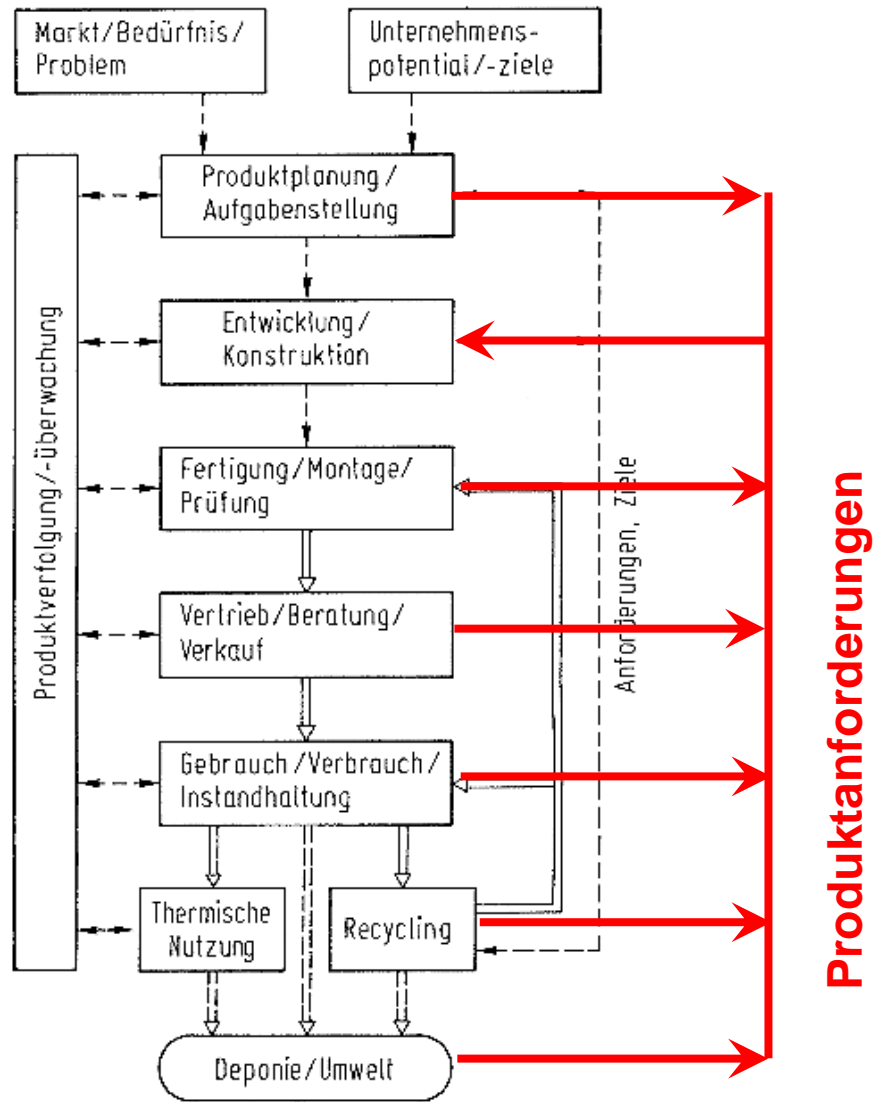 Markt/Bedürfnis/
Problem
Unternehmens-
potential/-ziele
Produktplanung/
Aufgabenstellung
Entwicklung/
Konstruktion
Fertigung/Montage/
Prüfung
Vertrieb/Beratung/
Verkauf
Gebrauch/Verbrauch/
Instandhaltung
Thermische
Nutzung
Recycling
Deponie/Umwelt
Produktverfolgung/-überwachung
Anforderungen, Ziele
Produktanforderungen